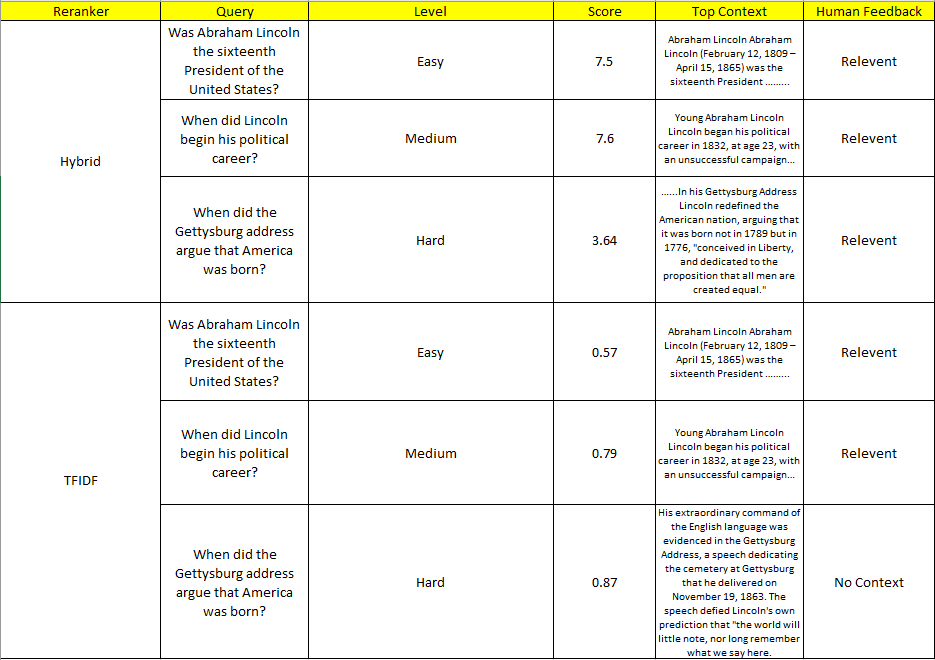 Reranker Query Level Score Top Context Human Feedback
Hybrid
Was Abraham Lincoln
the sixteenth
President of the
United States?
Easy
7.5
Abraham Lincoln Abraham
Lincoln (February 12, 1809 –
April 15, 1865) was the
sixteenth President .........
Relevent
When did Lincoln
begin his political
career?
Medium
7.6
Young Abraham Lincoln
Lincoln began his political
career in 1832, at age 23, with
an unsuccessful campaign...
Relevent
When did the
Gettysburg address
argue that America
was born?
Hard
3.64
......In his Gettysburg Address
Lincoln redefined the
American nation, arguing that
it was born not in 1789 but in
1776, "conceived in Liberty,
and dedicated to the
proposition that all men are
created equal."
Relevent
TFIDF
Was Abraham Lincoln
the sixteenth
President of the
United States?
Easy
0.57
Abraham Lincoln Abraham
Lincoln (February 12, 1809 –
April 15, 1865) was the
sixteenth President .........
Relevent
When did Lincoln
begin his political
career?
Medium
0.79
Young Abraham Lincoln
Lincoln began his political
career in 1832, at age 23, with
an unsuccessful campaign...
Relevent
When did the
Gettysburg address
argue that America
was born?
Hard
0.87
His extraordinary command of
the English language was
evidenced in the Gettysburg
Address, a speech dedicating
the cemetery at Gettysburg
that he delivered on
November 19, 1863. The
speech defied Lincoln's own
prediction that "the world will
little note, nor long remember
what we say here.
No Context